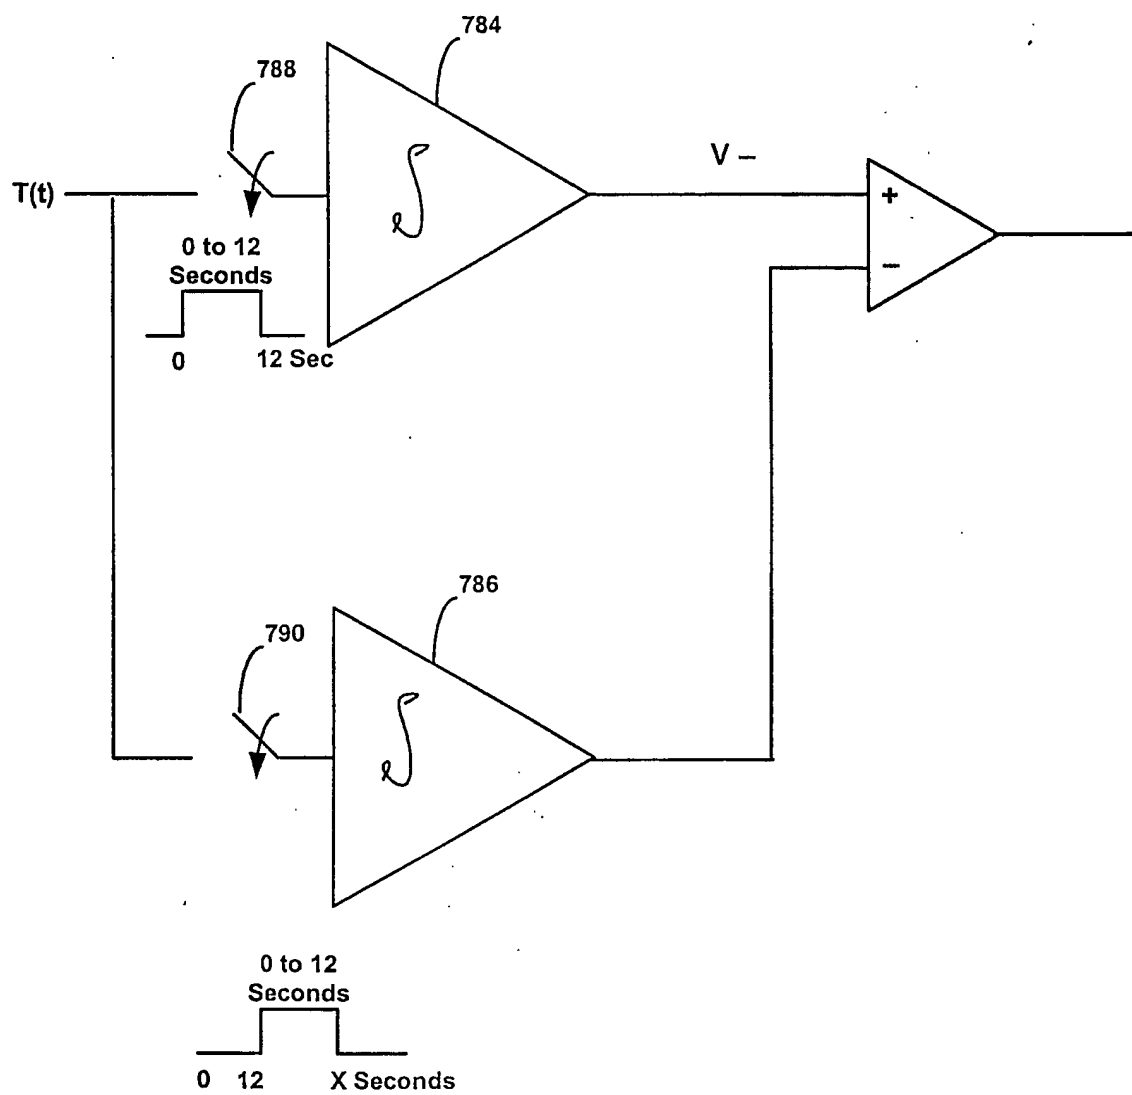 784
788
V –
T(t)
+
–
0 to 12
Seconds
0
12 Sec
∫
786
790
∫
0 to 12
Seconds
0
12
X Seconds